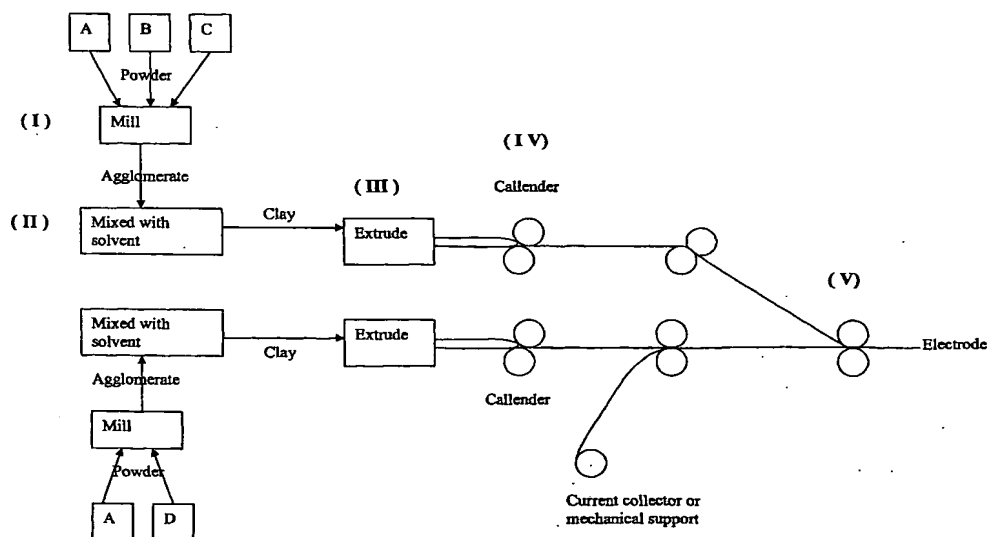 A B C
Powder
( I ) Mill
( I V)
Agglomerate
( III )
Callender
( II ) Mixed with
solvent
Clay
Extrude
( V)
Mixed with
solvent
Clay
Extrude
Electrode
Agglomerate
Callender
Mill
Powder
Current collector or
mechanical support
A D